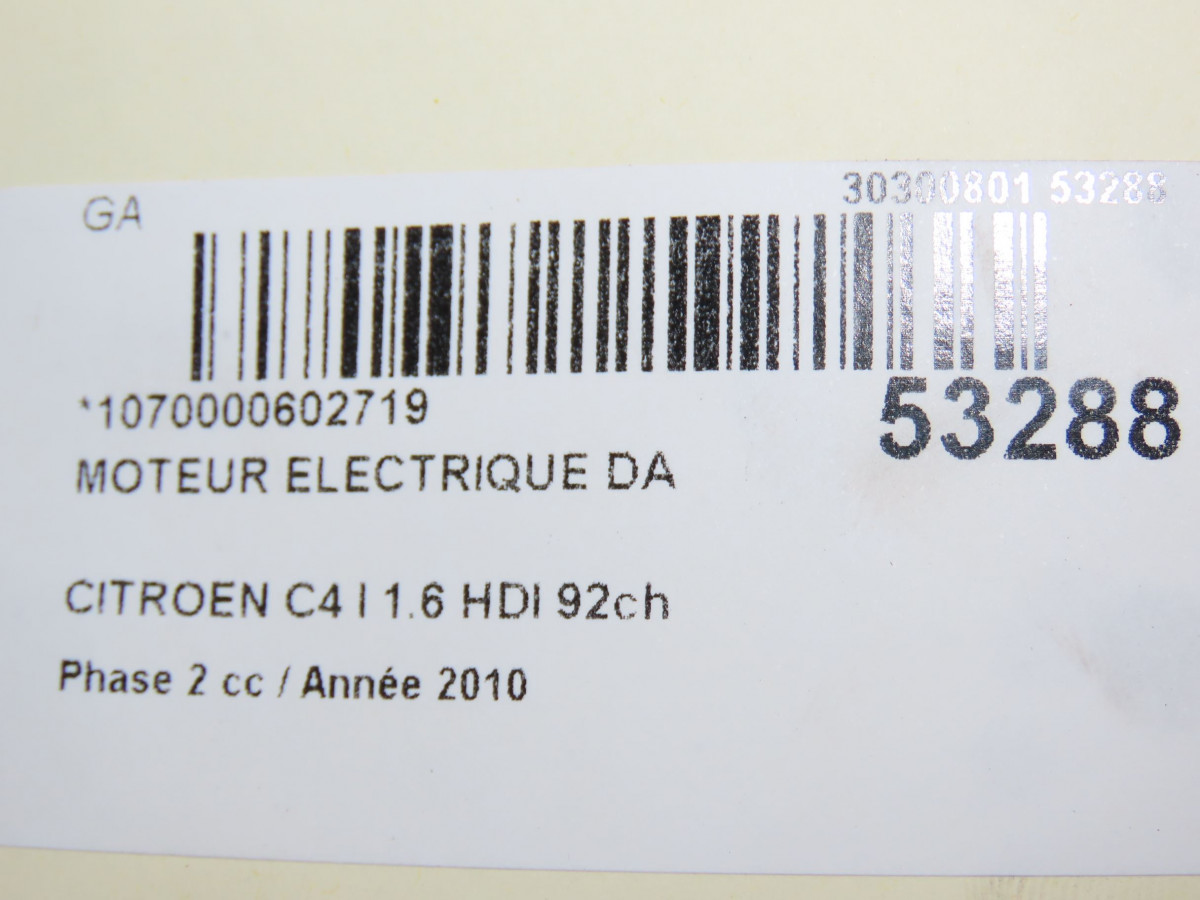 GA
30300801 53288
*1070000602719
53288
MOTEUR ELECTRIQUE DA
CITROEN C4 I 1.6 HDI 92ch
Phase 2 cc / Année 2010